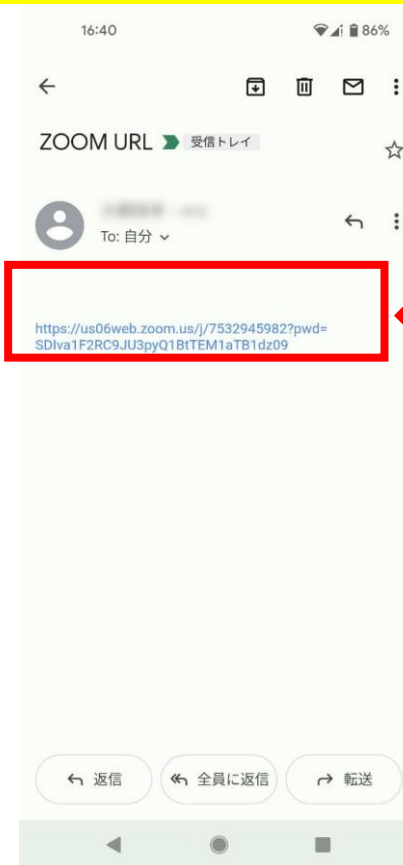 16:40 86%
ZOOM URL 受信トレイ
To: 自分
https://us06web.zoom.us/j/7532945982?pwd=
SDIva1F2RC9JU3pyQ1BtTEM1aTB1dz09
返信 全員に返信 転送